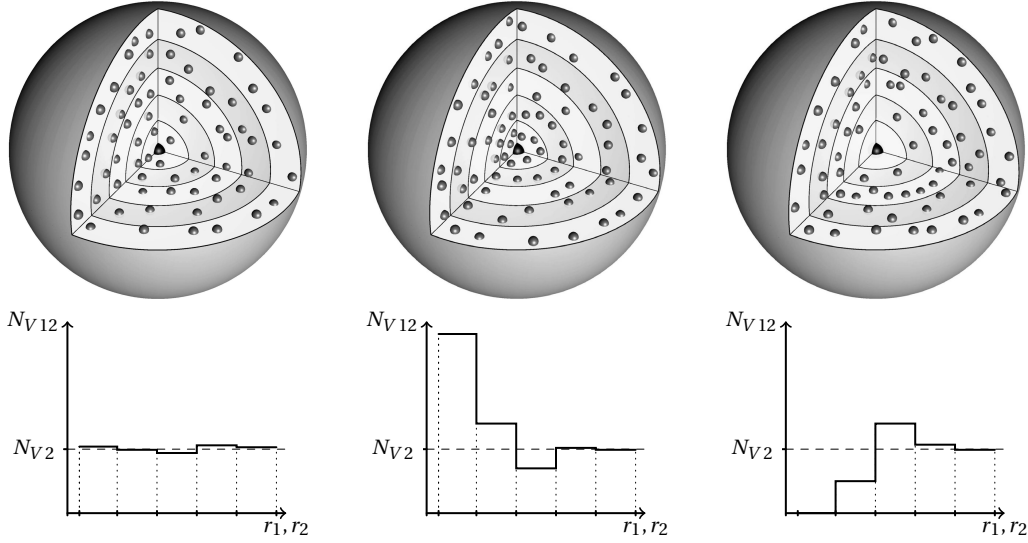 N_{V12} N_{V12} N_{V12}
N_{V2} N_{V2} N_{V2}
r_1, r_2 r_1, r_2 r_1, r_2